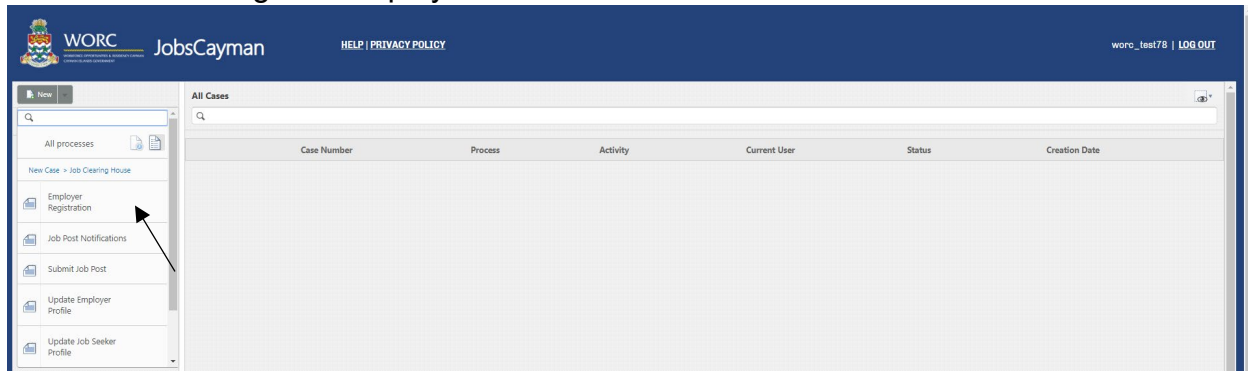 WORC
JobsCayman
HELP | PRIVACY POLICY
worc_test78 | LOG OUT
New
All Cases
All processes
New Case > Job Clearing House
Case Number Process Activity Current User Status Creation Date
Employer
Registration
Job Post Notifications
Submit Job Post
Update Employer
Profile
Update Job Seeker
Profile